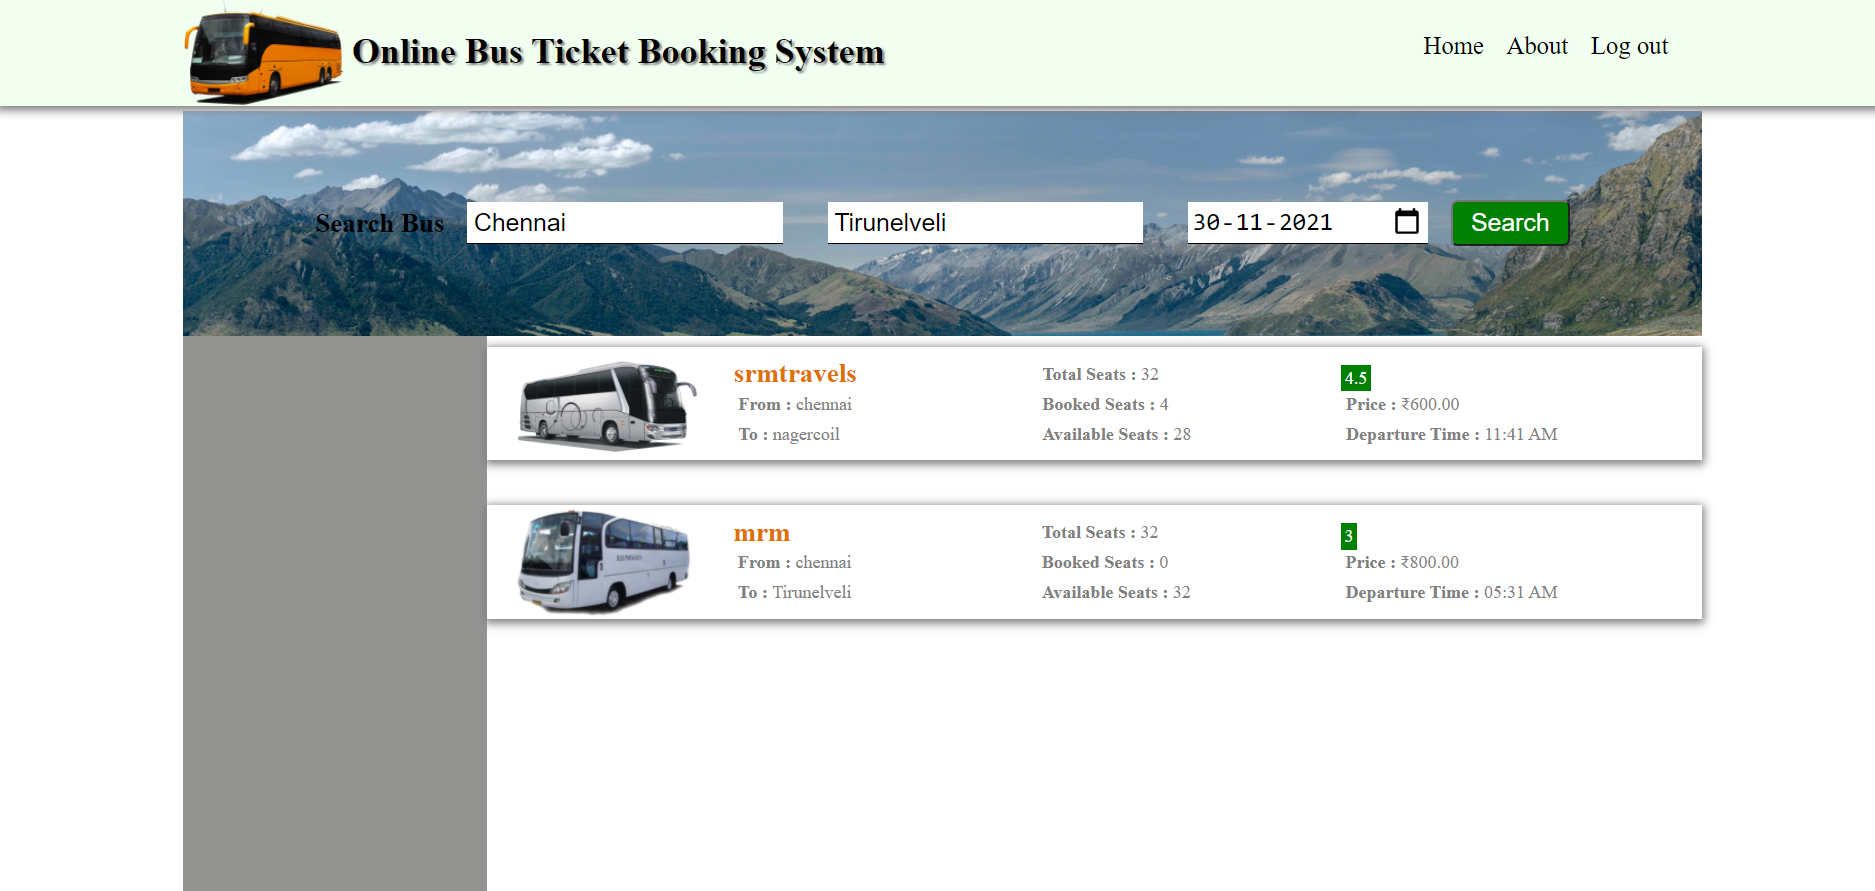 Online Bus Ticket Booking System
Home About Log out
Search Bus Chennai Tirunelveli 30-11-2021 Search
srmtravels
From : chennai
To : nagercoil
Total Seats : 32
Booked Seats : 4
Available Seats : 28
4.5
Price : ₹600.00
Departure Time : 11:41 AM
mrm
From : chennai
To : Tirunelveli
Total Seats : 32
Booked Seats : 0
Available Seats : 32
3
Price : ₹800.00
Departure Time : 05:31 AM